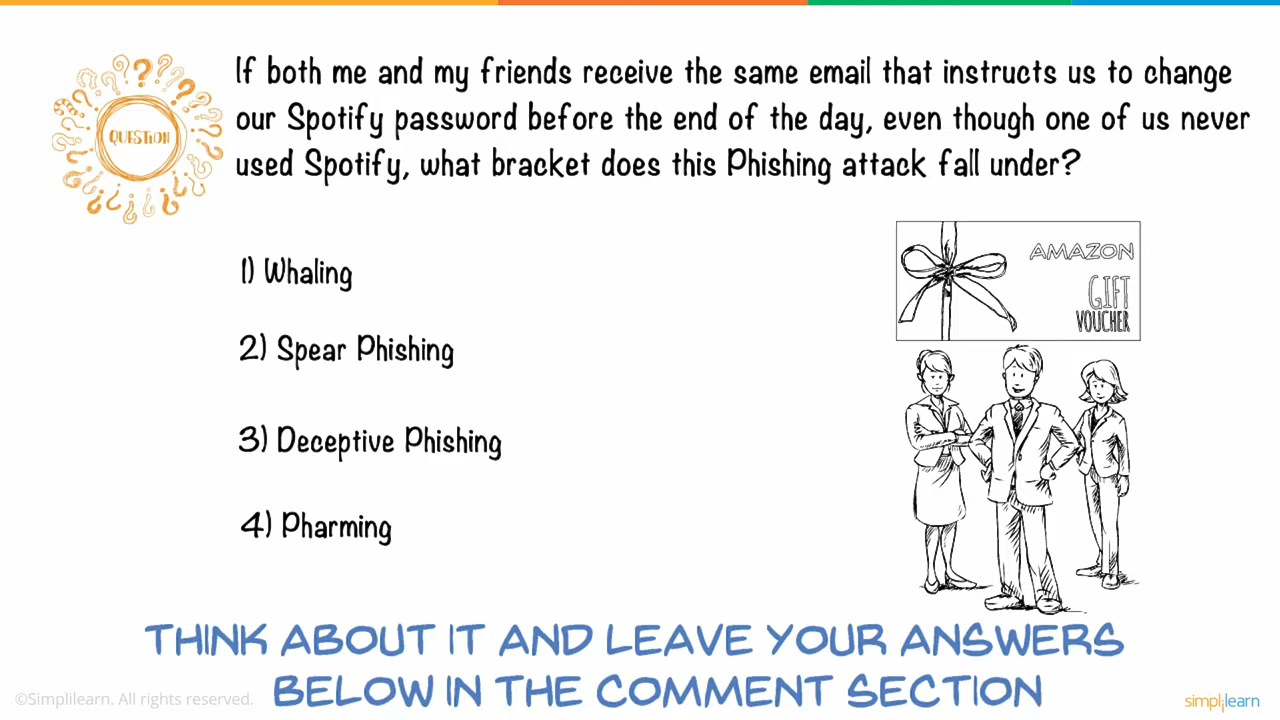 If both me and my friends receive the same email that instructs us to change
our Spotify password before the end of the day, even though one of us never
used Spotify, what bracket does this Phishing attack fall under?
QUESTION
1) Whaling
2) Spear Phishing
3) Deceptive Phishing
4) Pharming
AMAZON
GIFT
VOUCHER
THINK ABOUT IT AND LEAVE YOUR ANSWERS
BELOW IN THE COMMENT SECTION
©Simplilearn. All rights reserved.
simplilearn